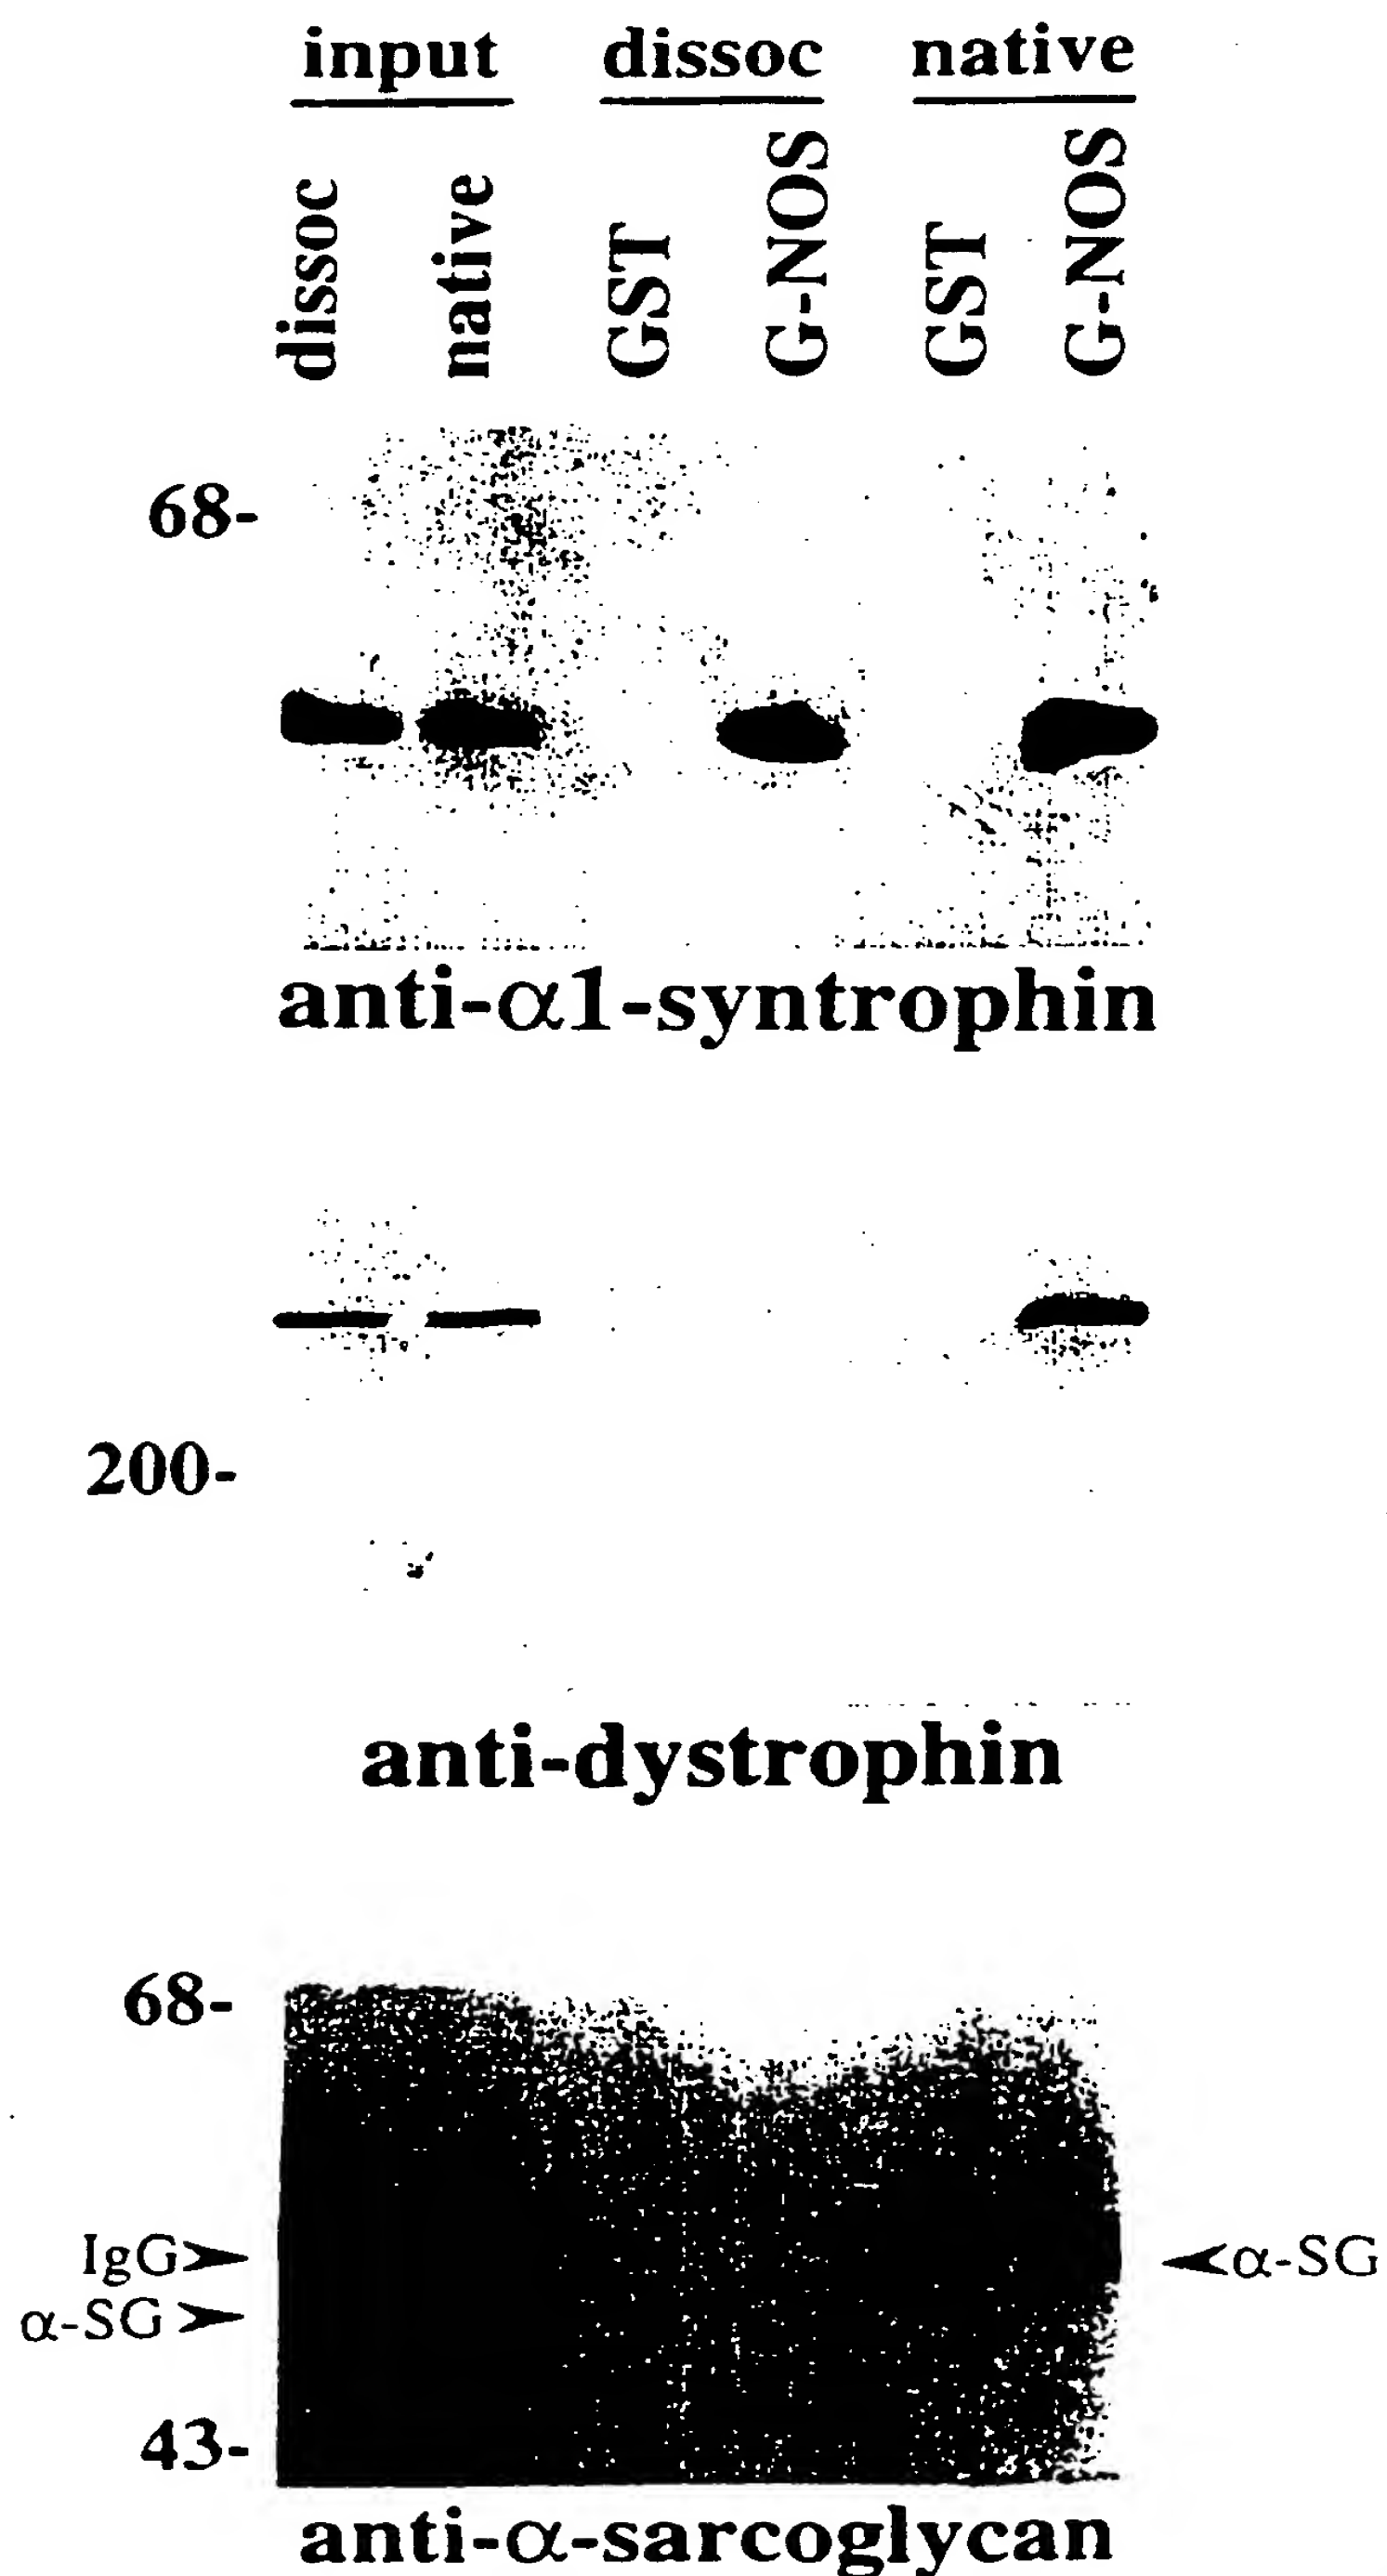 input dissoc native
dissoc native GST G-NOS GST G-NOS
68-
anti-α1-syntrophin
200-
anti-dystrophin
68-
IgG
α-SG
α-SG
43-
anti-α-sarcoglycan